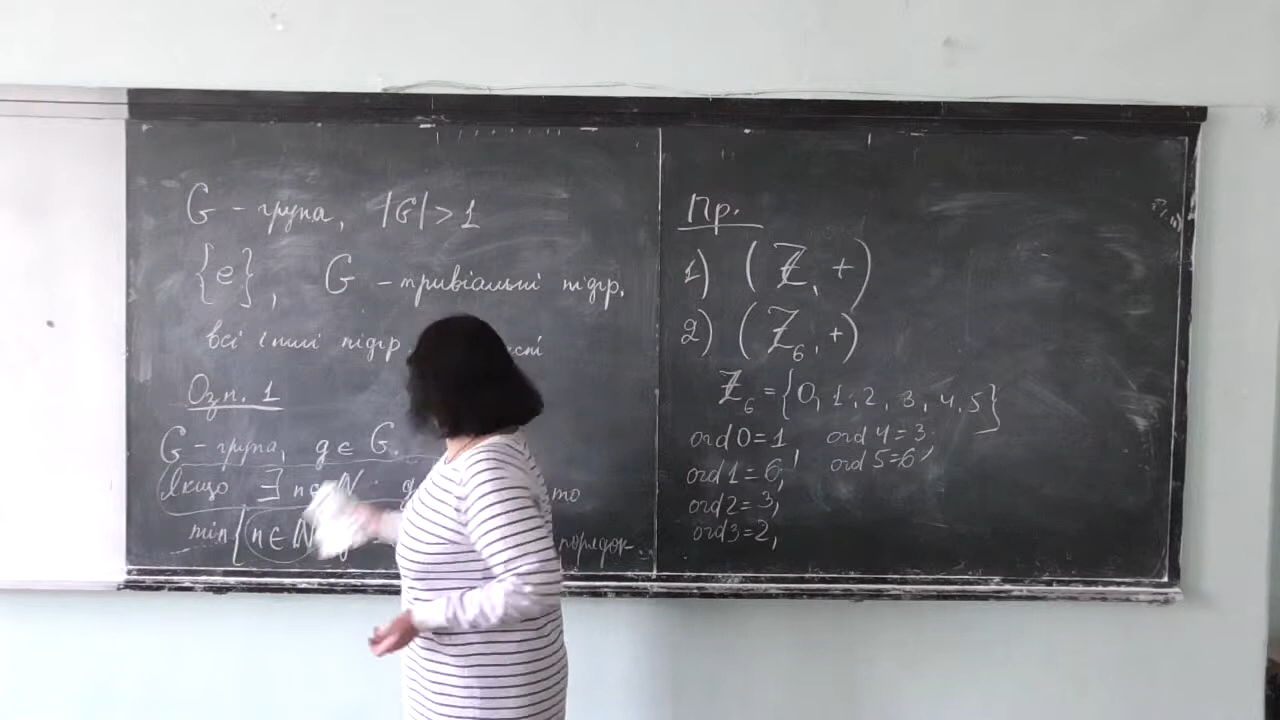 G - група, |G| > 1
{e}, G - тривіальні підгр.
всі інші підгр
Озн. 1
G - група, g ∈ G.
Якщо ∃ n ∈ N : g то
min { n ∈ N порядок
Пр.
1) (Z, +)
2) (Z₆, +)
Z₆ = {0, 1, 2, 3, 4, 5}
ord 0 = 1, ord 4 = 3
ord 1 = 6, ord 5 = 6,
ord 2 = 3,
ord 3 = 2,